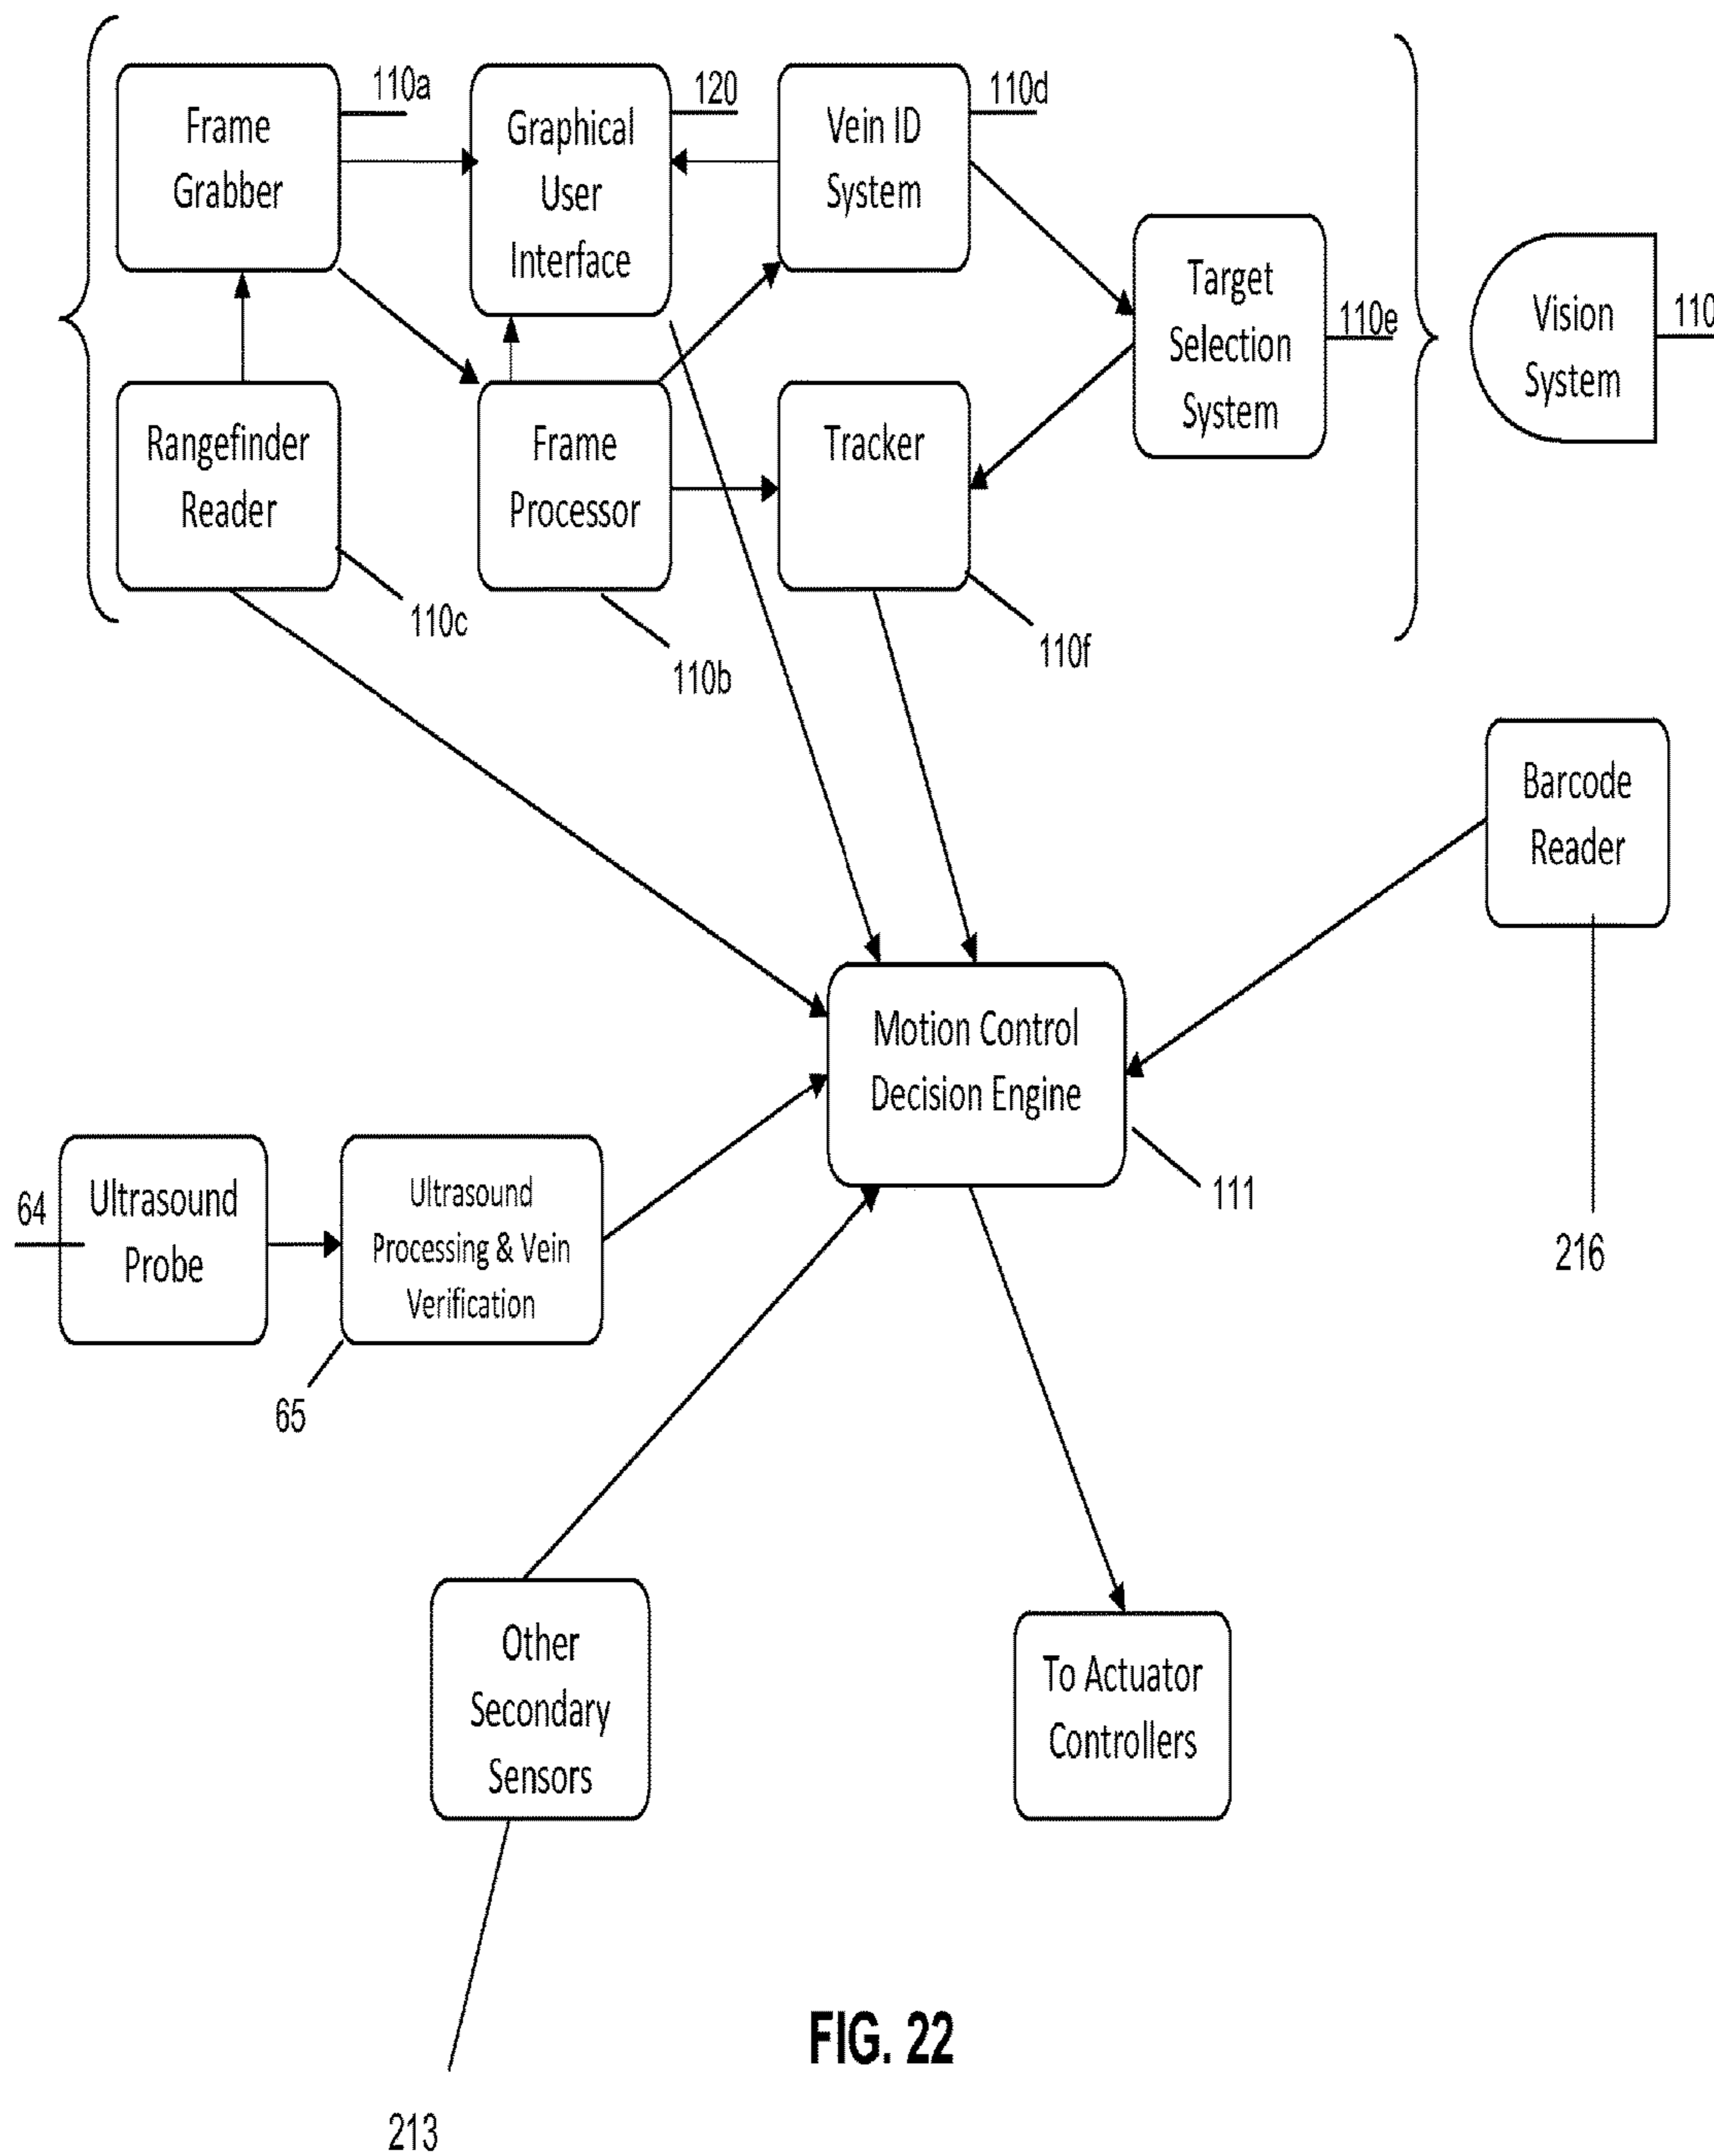 Frame
Grabber
110a
Graphical
User
Interface
120
Vein ID
System
110d
Target
Selection
System
110e
Vision
System
110
Rangefinder
Reader
110c
Frame
Processor
110b
Tracker
110f
Barcode
Reader
216
Motion Control
Decision Engine
111
64
Ultrasound
Probe
Ultrasound
Processing & Vein
Verification
65
Other
Secondary
Sensors
213
To Actuator
Controllers
FIG. 22